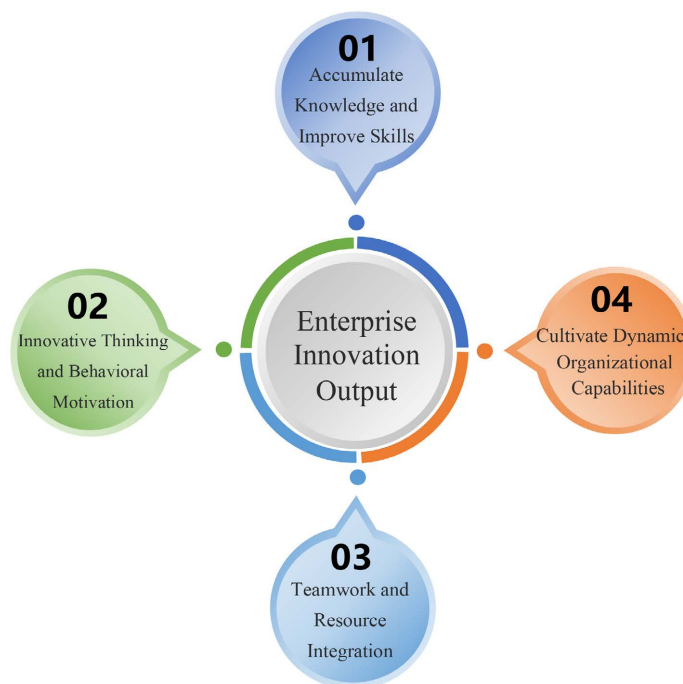 01
Accumulate
Knowledge and
Improve Skills
02
Innovative Thinking
and Behavioral
Motivation
Enterprise
Innovation
Output
04
Cultivate Dynamic
Organizational
Capabilities
03
Teamwork and
Resource
Integration